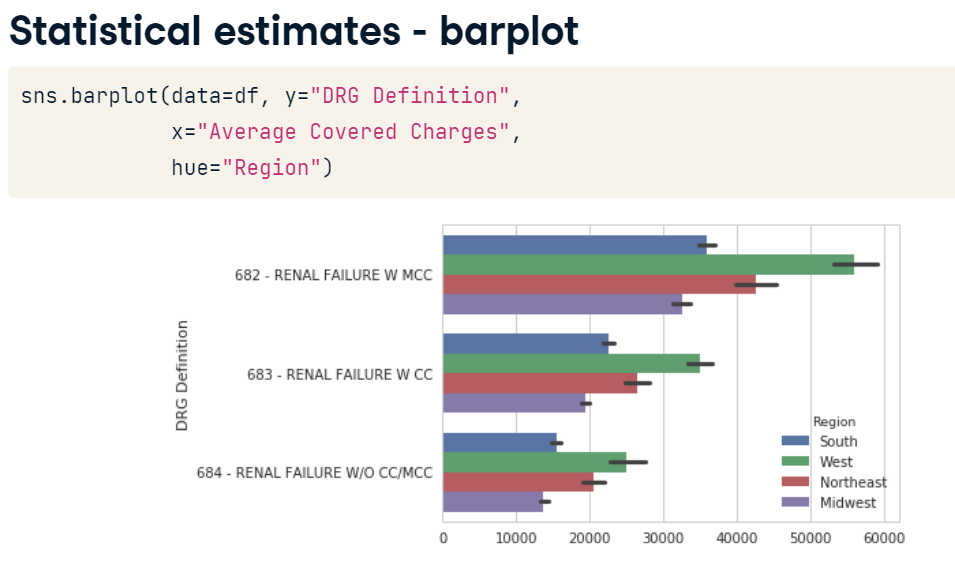 Statistical estimates - barplot
sns.barplot(data=df, y="DRG Definition",
x="Average Covered Charges",
hue="Region")
682 - RENAL FAILURE W MCC
683 - RENAL FAILURE W CC
684 - RENAL FAILURE W/O CC/MCC
DRG Definition
Region
South
West
Northeast
Midwest
0 10000 20000 30000 40000 50000 60000